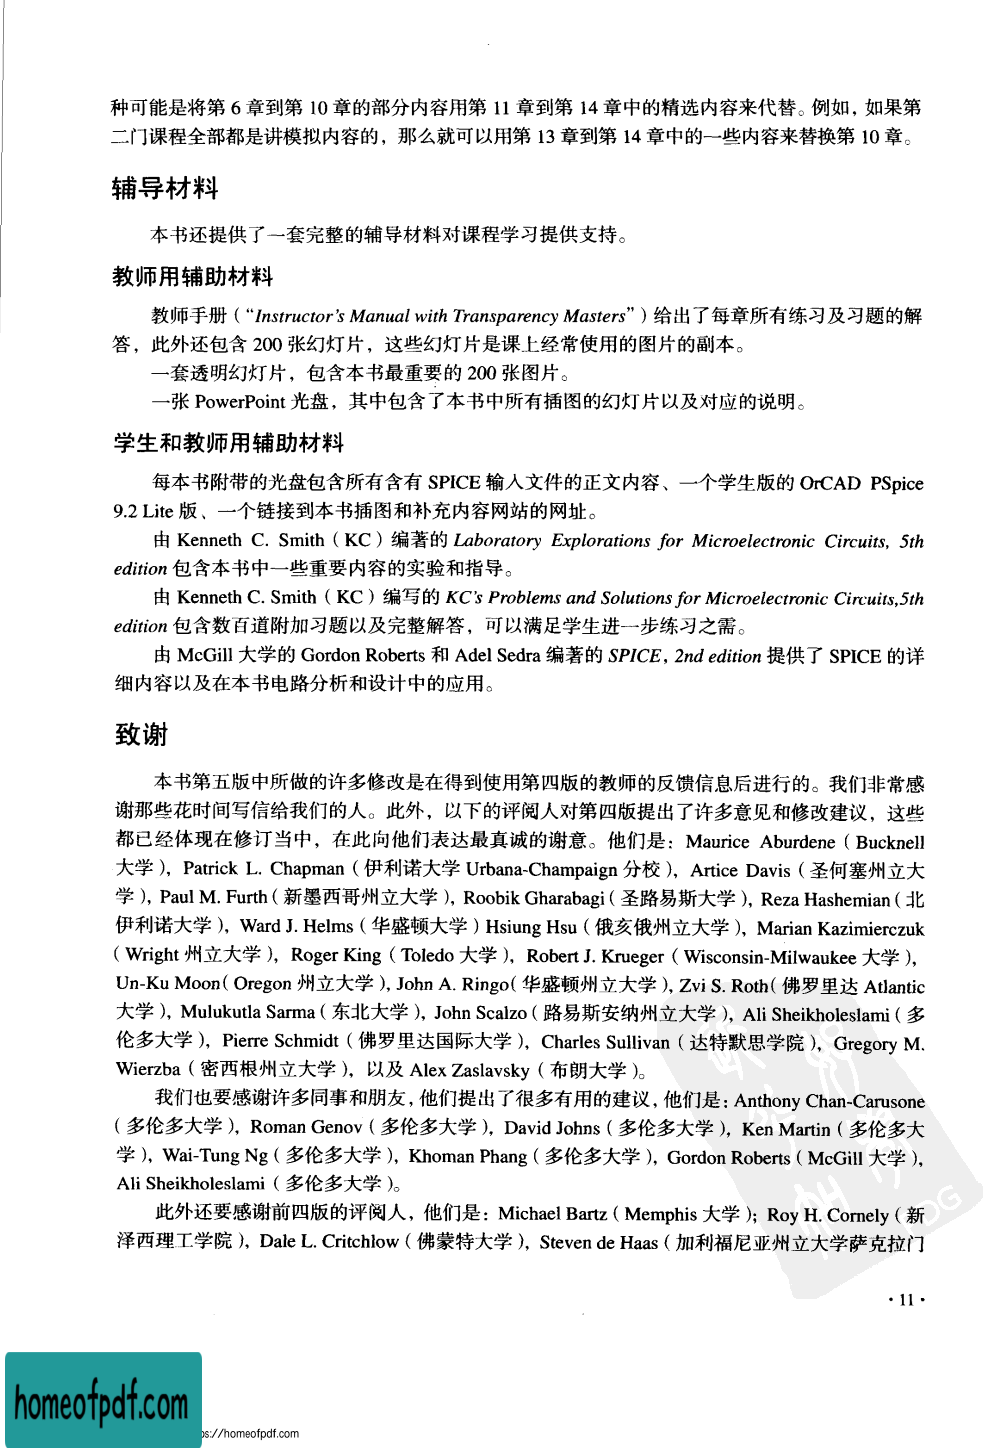 种可能是将第 6 章到第 10 章的部分内容用第 11 章到第 14 章中的精选内容来代替。例如，如果第
二门课程全部都是讲模拟内容的，那么就可以用第 13 章到第 14 章中的一些内容来替换第 10 章。
辅导材料
本书还提供了一套完整的辅导材料对课程学习提供支持。
教师用辅助材料
教师手册（“Instructor's Manual with Transparency Masters”）给出了每章所有练习及习题的解
答，此外还包含 200 张幻灯片，这些幻灯片是课上经常使用的图片的副本。
一套透明幻灯片，包含本书最重要的 200 张图片。
一张 PowerPoint 光盘，其中包含了本书中所有插图的幻灯片以及对应的说明。
学生和教师用辅助材料
每本书附带的光盘包含所有含有 SPICE 输入文件的正文内容、一个学生版的 OrCAD PSpice
9.2 Lite 版、一个链接到本书插图和补充内容网站的网址。
由 Kenneth C. Smith（KC）编著的 Laboratory Explorations for Microelectronic Circuits, 5th
edition 包含本书中一些重要内容的实验和指导。
由 Kenneth C. Smith（KC）编写的 KC's Problems and Solutions for Microelectronic Circuits,5th
edition 包含数百道附加习题以及完整解答，可以满足学生进一步练习之需。
由 McGill 大学的 Gordon Roberts 和 Adel Sedra 编著的 SPICE, 2nd edition 提供了 SPICE 的详
细内容以及在本书电路分析和设计中的应用。
致谢
本书第五版中所做的许多修改是在得到使用第四版的教师的反馈信息后进行的。我们非常感
谢那些花时间写信给我们的人。此外，以下的评阅人对第四版提出了许多意见和修改建议，这些
都已经体现在修订当中，在此向他们表达最真诚的谢意。他们是：Maurice Aburdene（Bucknell
大学），Patrick L. Chapman（伊利诺大学 Urbana-Champaign 分校），Artice Davis（圣何塞州立大
学），Paul M. Furth（新墨西哥州立大学），Roobik Gharabagi（圣路易斯大学），Reza Hashemian（北
伊利诺大学），Ward J. Helms（华盛顿大学）Hsiung Hsu（俄亥俄州立大学），Marian Kazimierczuk
（Wright 州立大学），Roger King（Toledo 大学），Robert J. Krueger（Wisconsin-Milwaukee 大学），
Un-Ku Moon（Oregon 州立大学），John A. Ringo（华盛顿州立大学），Zvi S. Roth（佛罗里达 Atlantic
大学），Mulukutla Sarma（东北大学），John Scalzo（路易斯安纳州立大学），Ali Sheikholeslami（多
伦多大学），Pierre Schmidt（佛罗里达国际大学），Charles Sullivan（达特默思学院），Gregory M.
Wierzba（密西根州立大学），以及 Alex Zaslavsky（布朗大学）。
我们也要感谢许多同事和朋友，他们提出了很多有用的建议，他们是：Anthony Chan-Carusone
（多伦多大学），Roman Genov（多伦多大学），David Johns（多伦多大学），Ken Martin（多伦多大
学），Wai-Tung Ng（多伦多大学），Khoman Phang（多伦多大学），Gordon Roberts（McGill 大学），
Ali Sheikholeslami（多伦多大学）。
此外还要感谢前四版的评阅人，他们是：Michael Bartz（Memphis 大学）；Roy H. Cornely（新
泽西理工学院），Dale L. Critchlow（佛蒙特大学），Steven de Haas（加利福尼亚州立大学萨克拉门
·11·
homeofpdf.com
ps://homeofpdf.com